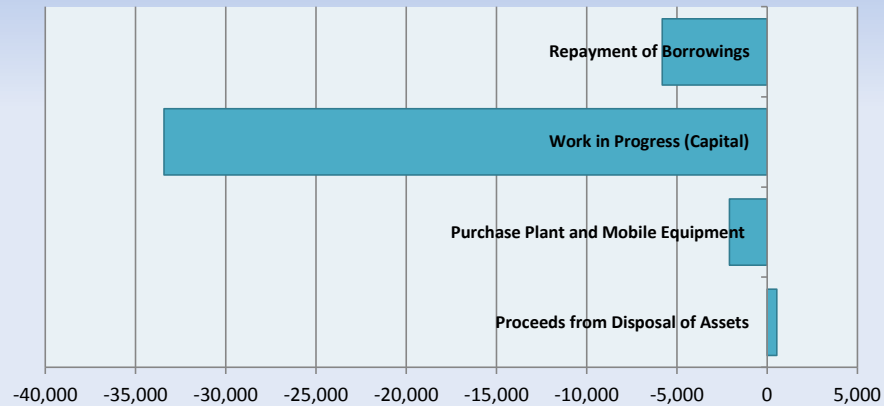 Repayment of Borrowings
Work in Progress (Capital)
Purchase Plant and Mobile Equipment
Proceeds from Disposal of Assets
-40,000 -35,000 -30,000 -25,000 -20,000 -15,000 -10,000 -5,000 0 5,000